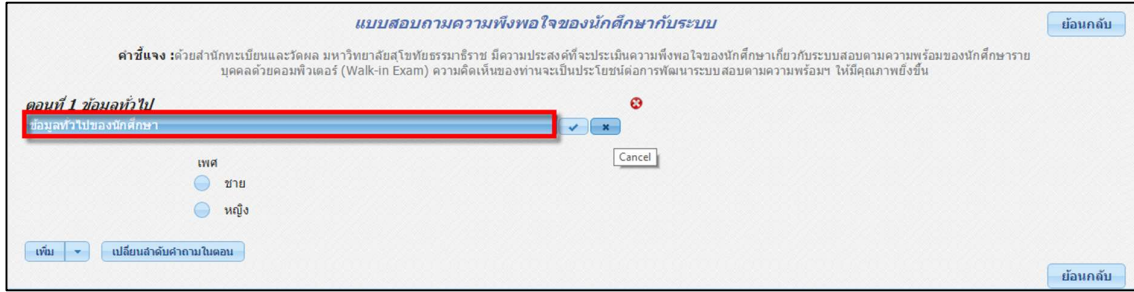 แบบสอบถามความพึงพอใจของนักศึกษากับระบบ
ย้อนกลับ
คำชี้แจง :ด้วยสำนักทะเบียนและวัดผล มหาวิทยาลัยสุโขทัยธรรมาธิราช มีความประสงค์ที่จะประเมินความพึงพอใจของนักศึกษาเกี่ยวกับระบบสอบตามความพร้อมของนักศึกษาราย
บุคคลด้วยคอมพิวเตอร์ (Walk-in Exam) ความคิดเห็นของท่านจะเป็นประโยชน์ต่อการพัฒนาระบบสอบตามความพร้อมฯ ให้มีคุณภาพยิ่งขึ้น
ตอนที่ 1 ข้อมูลทั่วไป
ข้อมูลทั่วไปของนักศึกษา
Cancel
เพศ
ชาย
หญิง
เพิ่ม
เปลี่ยนลำดับคำถามในตอน
ย้อนกลับ